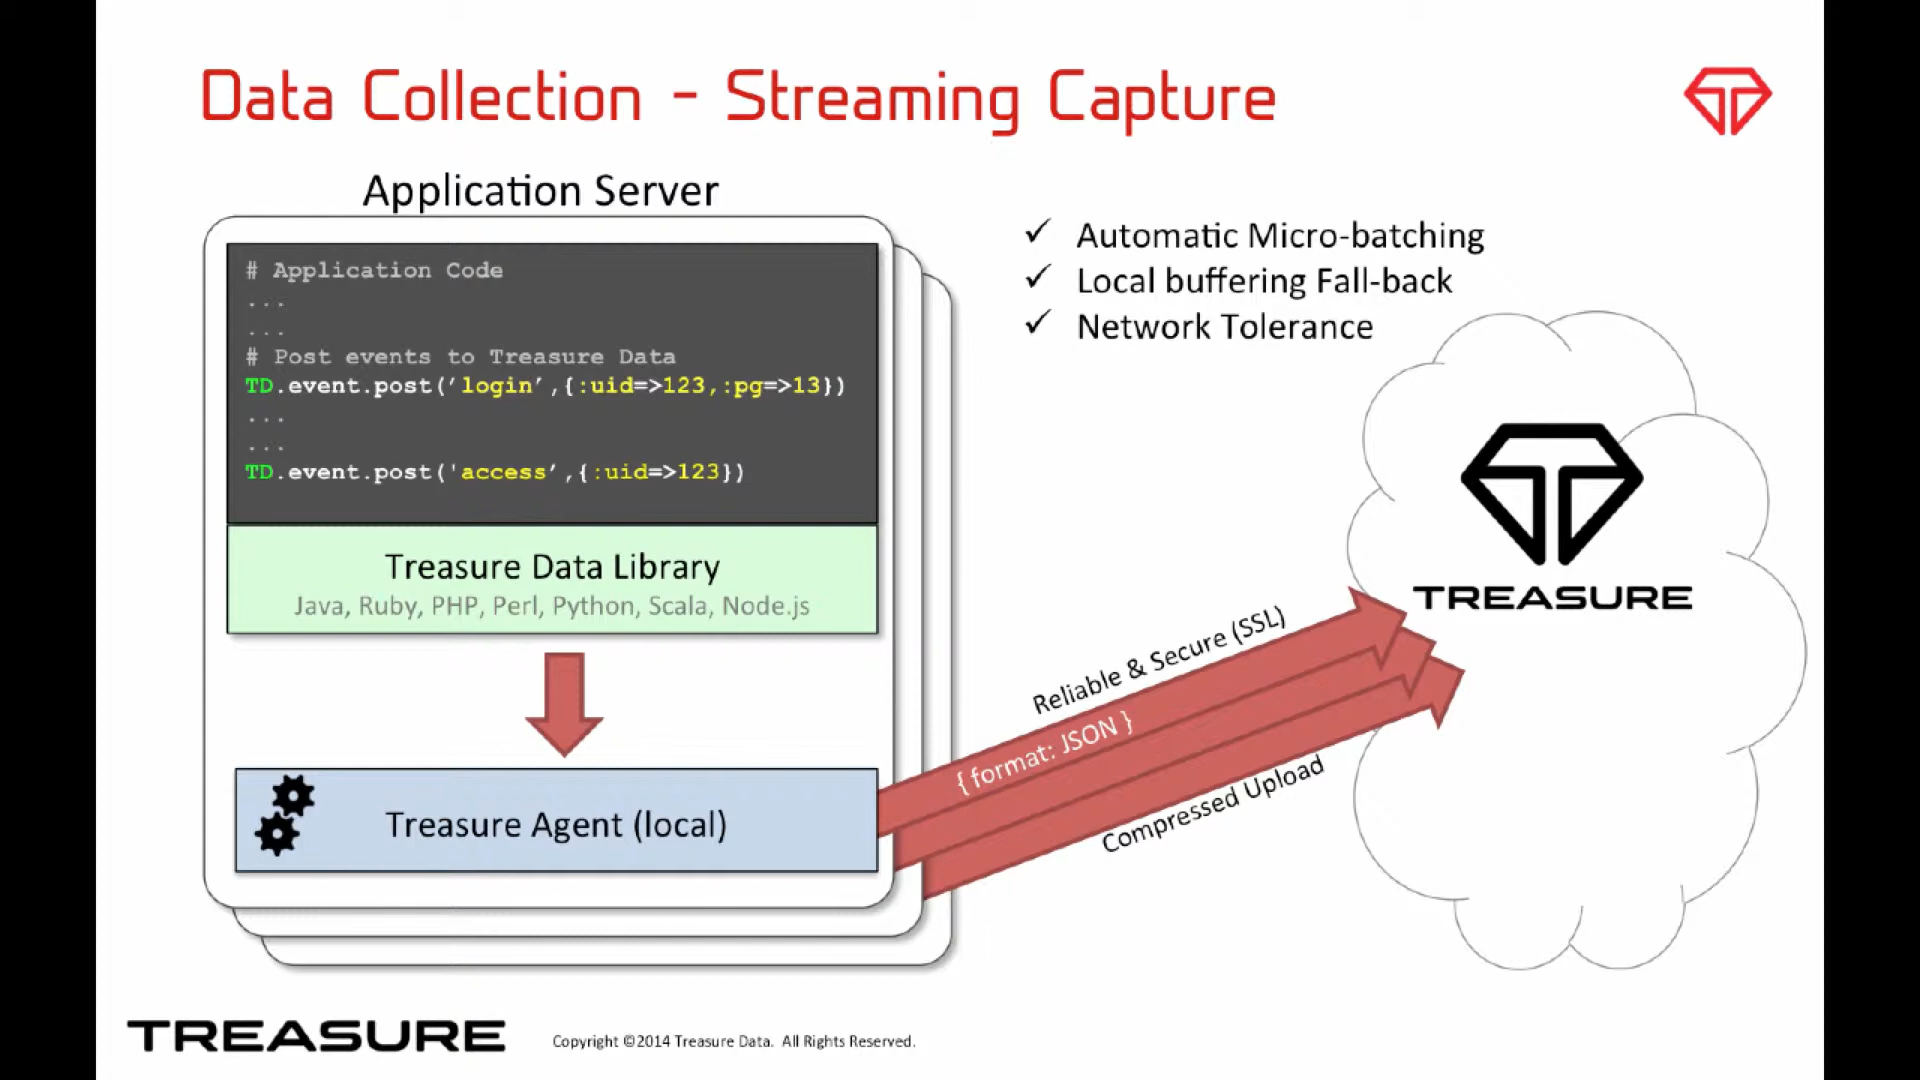 Data Collection - Streaming Capture
Application Server
# Application Code
...
...
# Post events to Treasure Data
TD.event.post(’login’,{:uid=>123,:pg=>13})
...
...
TD.event.post('access’,{:uid=>123})
Treasure Data Library
Java, Ruby, PHP, Perl, Python, Scala, Node.js
Treasure Agent (local)
✓ Automatic Micro-batching
✓ Local buffering Fall-back
✓ Network Tolerance
Reliable & Secure (SSL)
{ format: JSON }
Compressed Upload
TREASURE
TREASURE
Copyright ©2014 Treasure Data. All Rights Reserved.